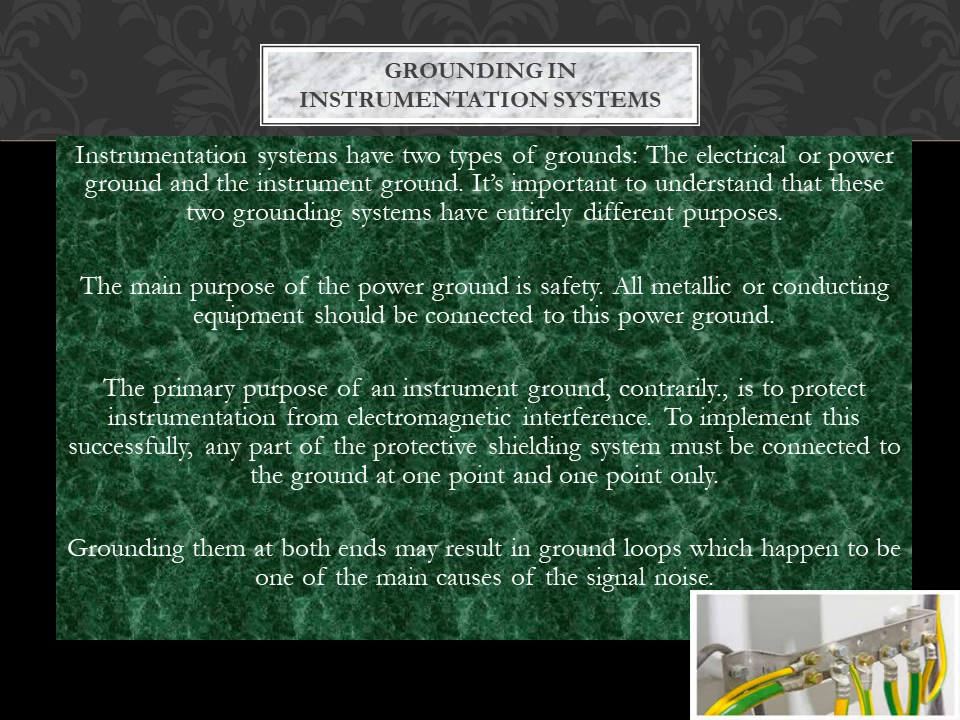 GROUNDING IN
INSTRUMENTATION SYSTEMS
Instrumentation systems have two types of grounds: The electrical or power
ground and the instrument ground. It’s important to understand that these
two grounding systems have entirely different purposes.
The main purpose of the power ground is safety. All metallic or conducting
equipment should be connected to this power ground.
The primary purpose of an instrument ground, contrarily., is to protect
instrumentation from electromagnetic interference. To implement this
successfully, any part of the protective shielding system must be connected to
the ground at one point and one point only.
Grounding them at both ends may result in ground loops which happen to be
one of the main causes of the signal noise.